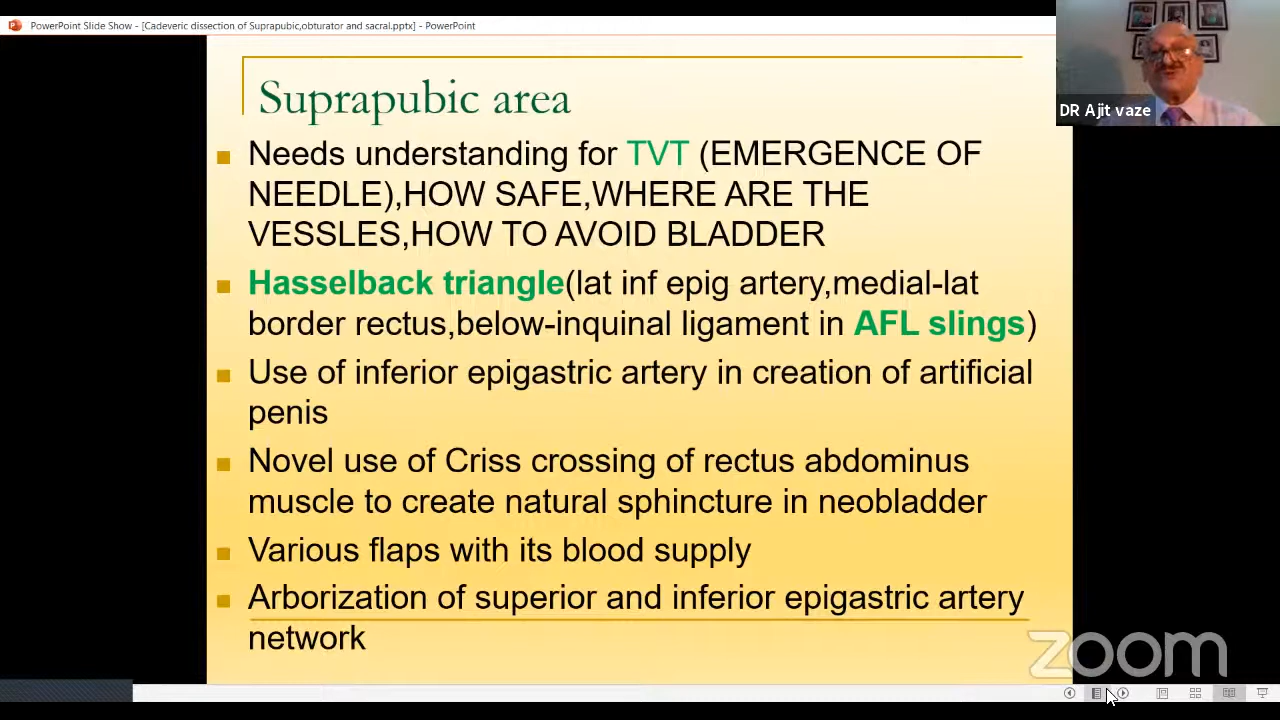 PowerPoint Slide Show - [Cadeveric dissection of Suprapubic,obturator and sacral.pptx] - PowerPoint
DR Ajit vaze
Suprapubic area
Needs understanding for TVT (EMERGENCE OF
NEEDLE),HOW SAFE,WHERE ARE THE
VESSLES,HOW TO AVOID BLADDER
Hasselback triangle(lat inf epig artery,medial-lat
border rectus,below-inquinal ligament in AFL slings)
Use of inferior epigastric artery in creation of artificial
penis
Novel use of Criss crossing of rectus abdominus
muscle to create natural sphincture in neobladder
Various flaps with its blood supply
Arborization of superior and inferior epigastric artery
network
zoom